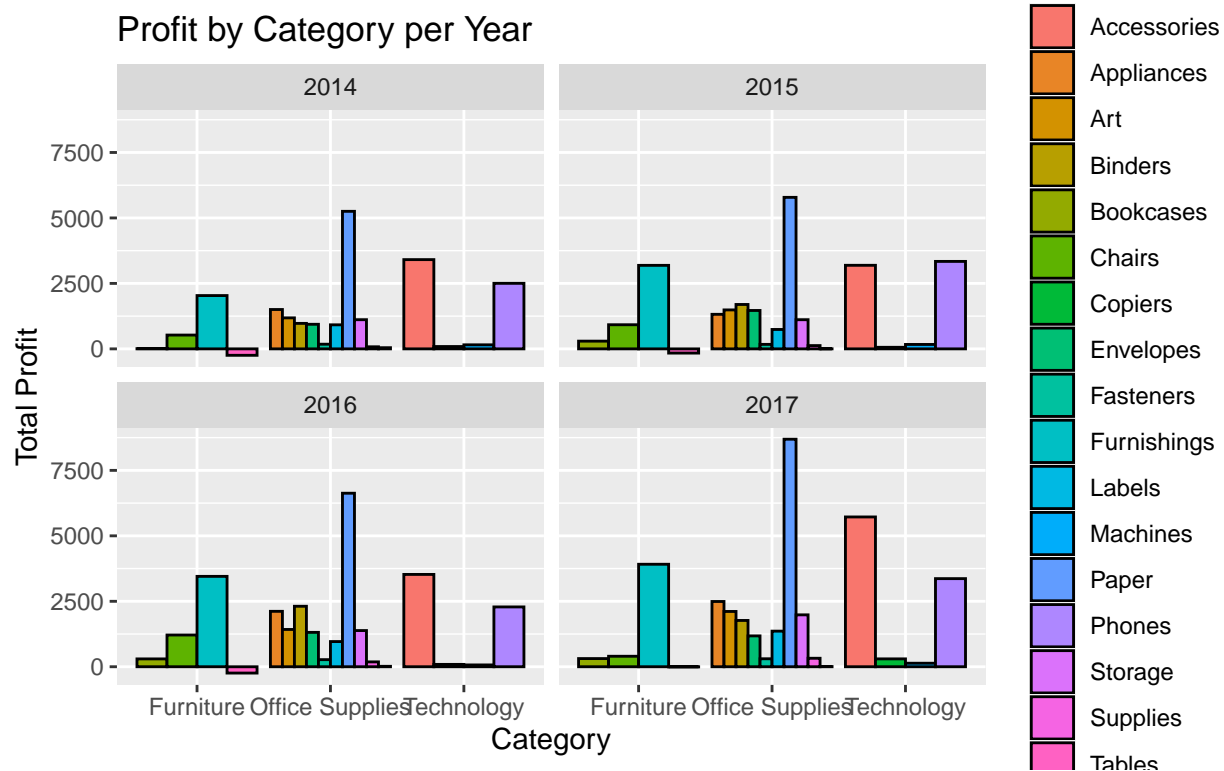 Profit by Category per Year
2014
2015
7500
5000
2500
0
2016
2017
7500
5000
2500
0
Furniture Office Supplies Technology
Furniture Office Supplies Technology
Category
Total Profit
Accessories
Appliances
Art
Binders
Bookcases
Chairs
Copiers
Envelopes
Fasteners
Furnishings
Labels
Machines
Paper
Phones
Storage
Supplies
Tables